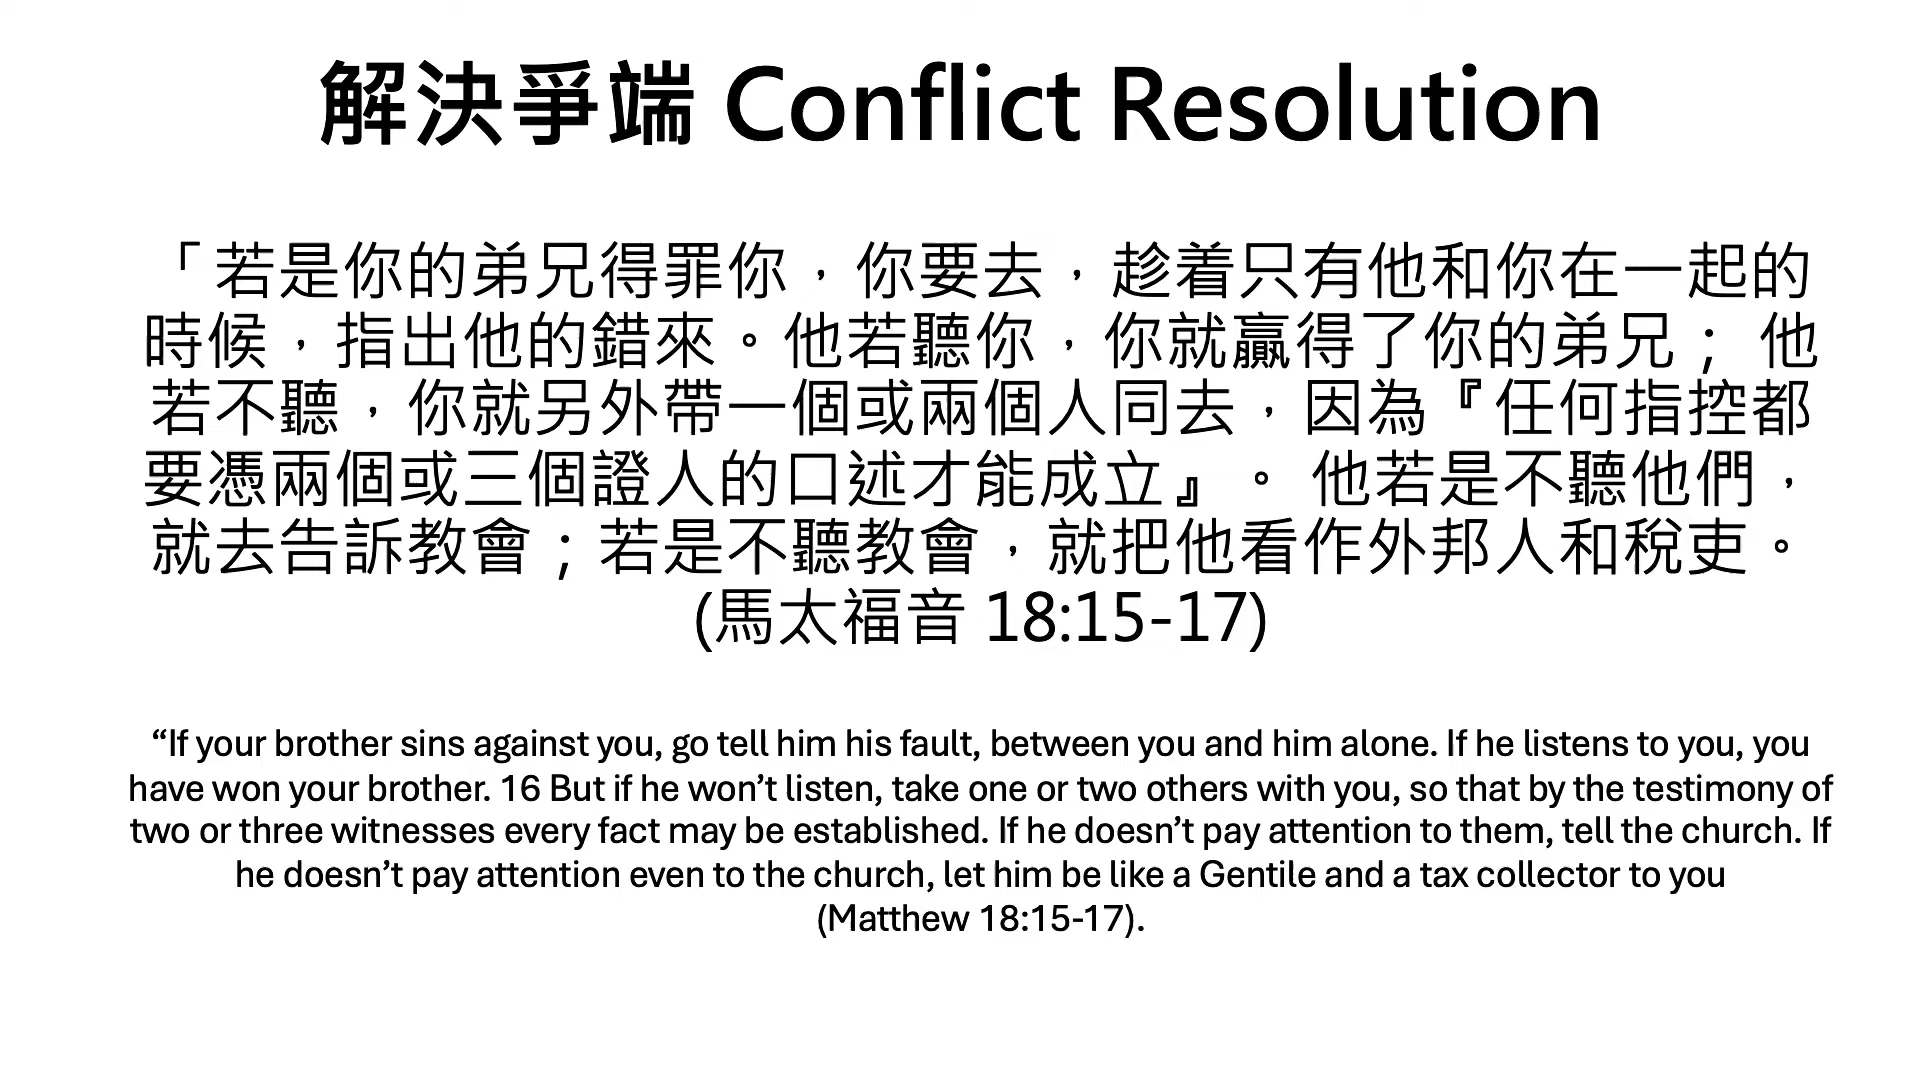 解決爭端 Conflict Resolution
「若是你的弟兄得罪你，你要去，趁着只有他和你在一起的
時候，指出他的錯來。他若聽你，你就贏得了你的弟兄； 他
若不聽，你就另外帶一個或兩個人同去，因為『任何指控都
要憑兩個或三個證人的口述才能成立』。 他若是不聽他們，
就去告訴教會；若是不聽教會，就把他看作外邦人和稅吏。
(馬太福音 18:15-17)
“If your brother sins against you, go tell him his fault, between you and him alone. If he listens to you, you
have won your brother. 16 But if he won’t listen, take one or two others with you, so that by the testimony of
two or three witnesses every fact may be established. If he doesn’t pay attention to them, tell the church. If
he doesn’t pay attention even to the church, let him be like a Gentile and a tax collector to you
(Matthew 18:15-17).